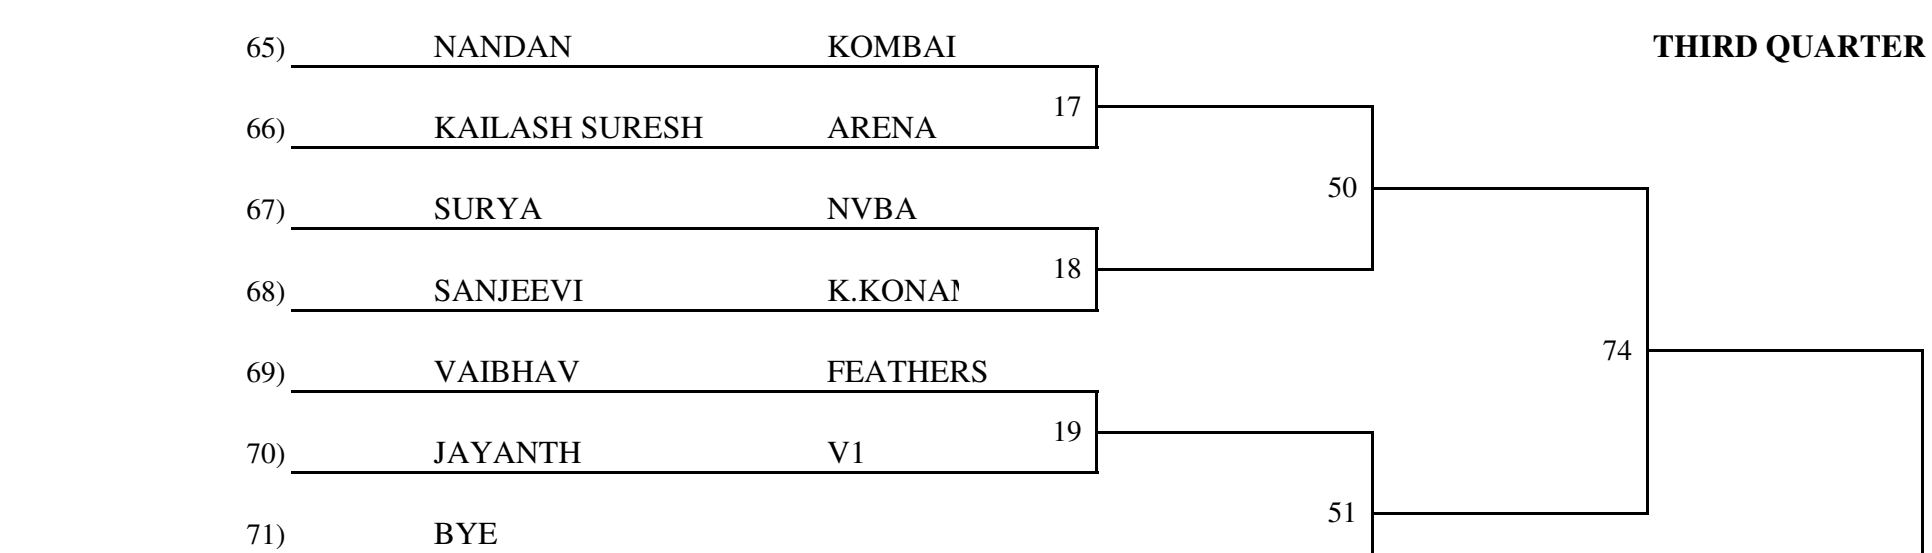 65) NANDAN KOMBAI THIRD QUARTER
17
66) KAILASH SURESH ARENA
50
67) SURYA NVBA
18
68) SANJEEVI
74
69) VAIBHAV FEATHERS
19
70) JAYANTH V1
51
71) BYE